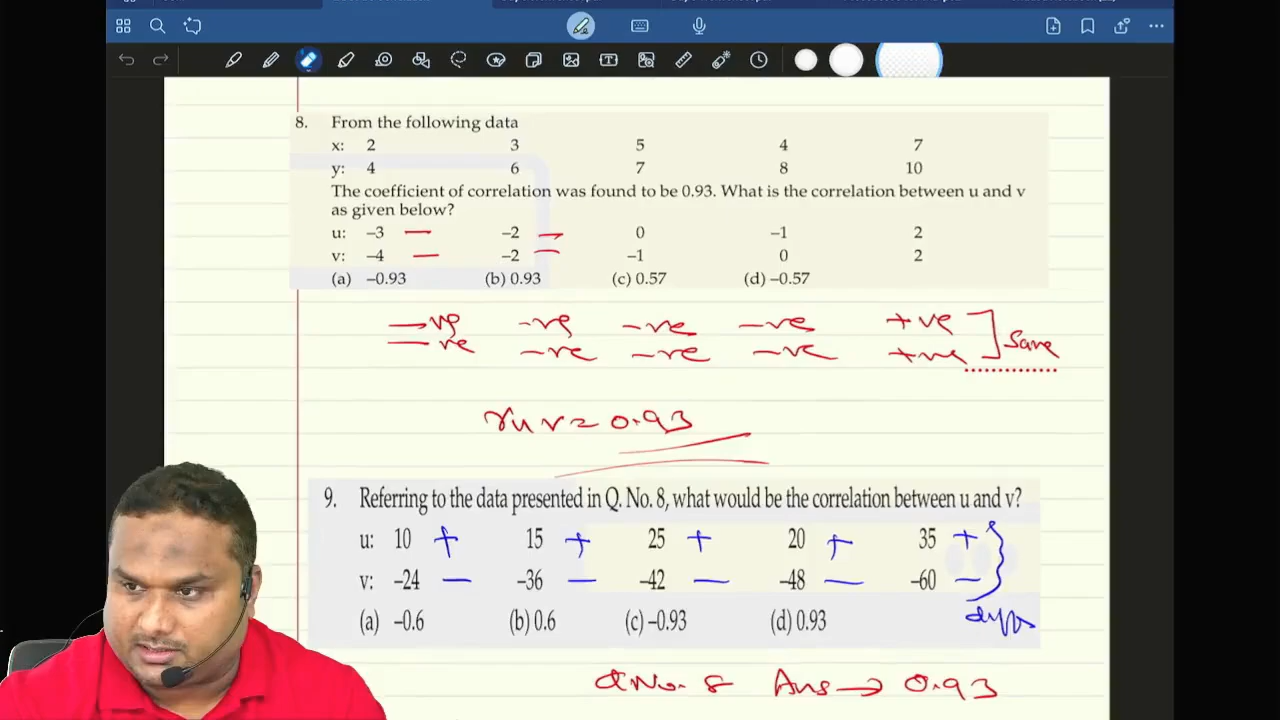 8. From the following data
x: 2 3 5 4 7
y: 4 6 7 8 10
The coefficient of correlation was found to be 0.93. What is the correlation between u and v
as given below?
u: –3 –2 0 –1 2
v: –4 –2 –1 0 2
(a) –0.93 (b) 0.93 (c) 0.57 (d) –0.57
-ve -ve -ve -ve +ve
-ve -ve -ve -ve +ve
Same
ruv = 0.93
9. Referring to the data presented in Q. No. 8, what would be the correlation between u and v?
u: 10 + 15 + 25 + 20 + 35 +
v: –24 – –36 – –42 – –48 – –60 –
(a) –0.6 (b) 0.6 (c) –0.93 (d) 0.93
QNo. 8 Ans → 0.93